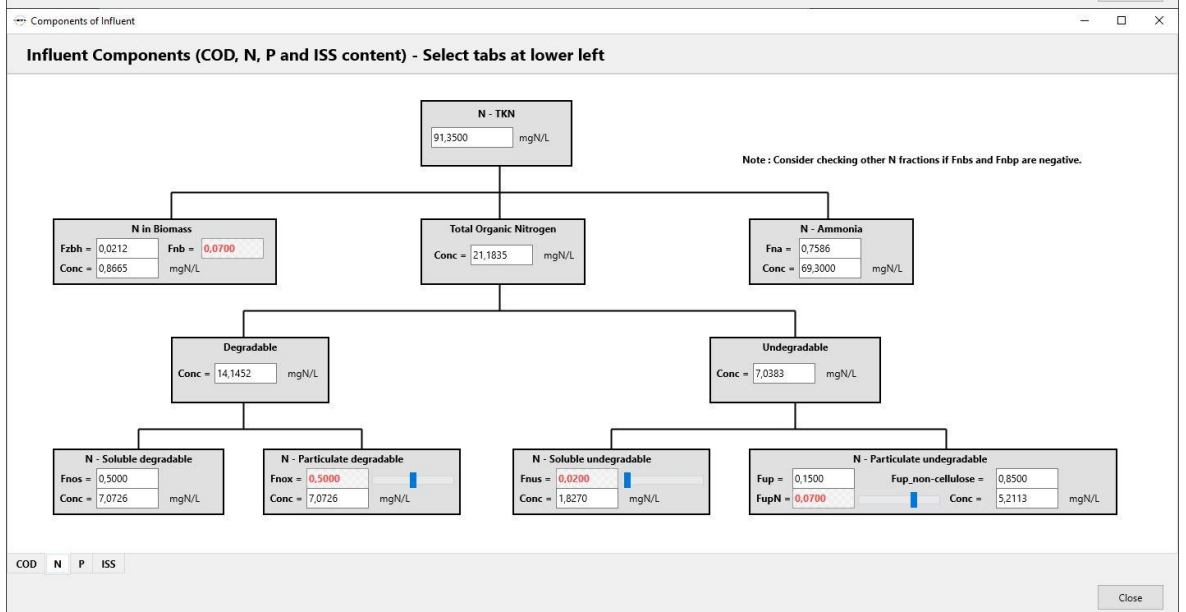 Components of Influent
Influent Components (COD, N, P and ISS content) - Select tabs at lower left
N - TKN
91,3500 mgN/L
Note : Consider checking other N fractions if Fnbs and Fnbp are negative.
N in Biomass
Fzbh = 0,0212 Fnb = 0,0700
Conc = 0,8665 mgN/L
Total Organic Nitrogen
Conc = 21,1835 mgN/L
N - Ammonia
Fna = 0,7586
Conc = 69,3000 mgN/L
Degradable
Conc = 14,1452 mgN/L
Undegradable
Conc = 7,0383 mgN/L
N - Soluble degradable
Fnos = 0,5000
Conc = 7,0726 mgN/L
N - Particulate degradable
Fnox = 0,5000
Conc = 7,0726 mgN/L
N - Soluble undegradable
Fnus = 0,0200
Conc = 1,8270 mgN/L
N - Particulate undegradable
Fup = 0,1500 Fup_non-cellulose = 0,8500
FupN = 0,0700 Conc = 5,2113 mgN/L
COD N P ISS
Close